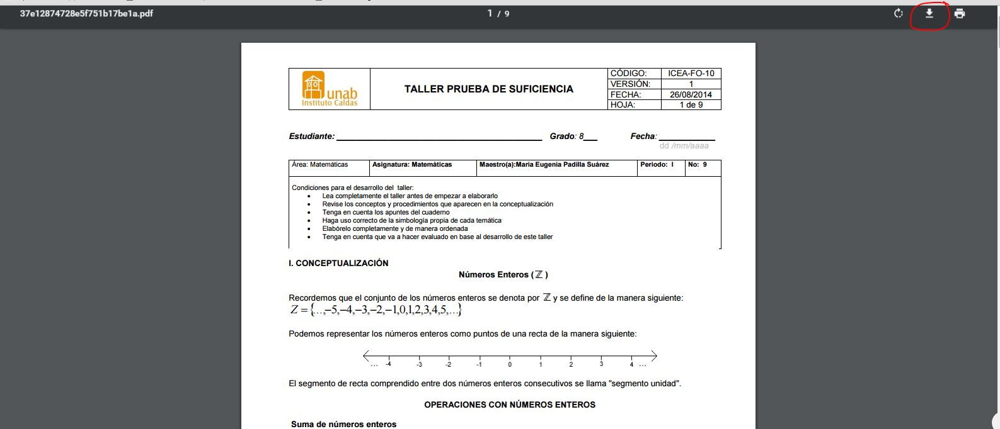 37e12874728e5f751b17be1a.pdf
1 / 9
unab
Instituto Caldas
TALLER PRUEBA DE SUFICIENCIA
CÓDIGO: ICEA-FO-10
VERSIÓN: 1
FECHA: 26/08/2014
HOJA: 1 de 9
Estudiante: ______ Grado: 8___ Fecha: ______
dd /mm/aaaa
Área: Matemáticas Asignatura: Matemáticas Maestro(a):María Eugenia Padilla Suárez Periodo: I No: 9
Condiciones para el desarrollo del taller:
• Lea completamente el taller antes de empezar a elaborarlo
• Revise los conceptos y procedimientos que aparecen en la conceptualización
• Tenga en cuenta los apuntes del cuaderno
• Haga uso correcto de la simbología propia de cada temática
• Elabórelo completamente y de manera ordenada
• Tenga en cuenta que va a hacer evaluado en base al desarrollo de este taller
I. CONCEPTUALIZACIÓN
Números Enteros (ℤ )
Recordemos que el conjunto de los números enteros se denota por ℤ y se define de la manera siguiente:
Z = {...,−5,−4,−3,−2,−1,0,1,2,3,4,5,...}
Podemos representar los números enteros como puntos de una recta de la manera siguiente:
... -4 -3 -2 -1 0 1 2 3 4 ...
El segmento de recta comprendido entre dos números enteros consecutivos se llama "segmento unidad".
OPERACIONES CON NÚMEROS ENTEROS
Suma de números enteros